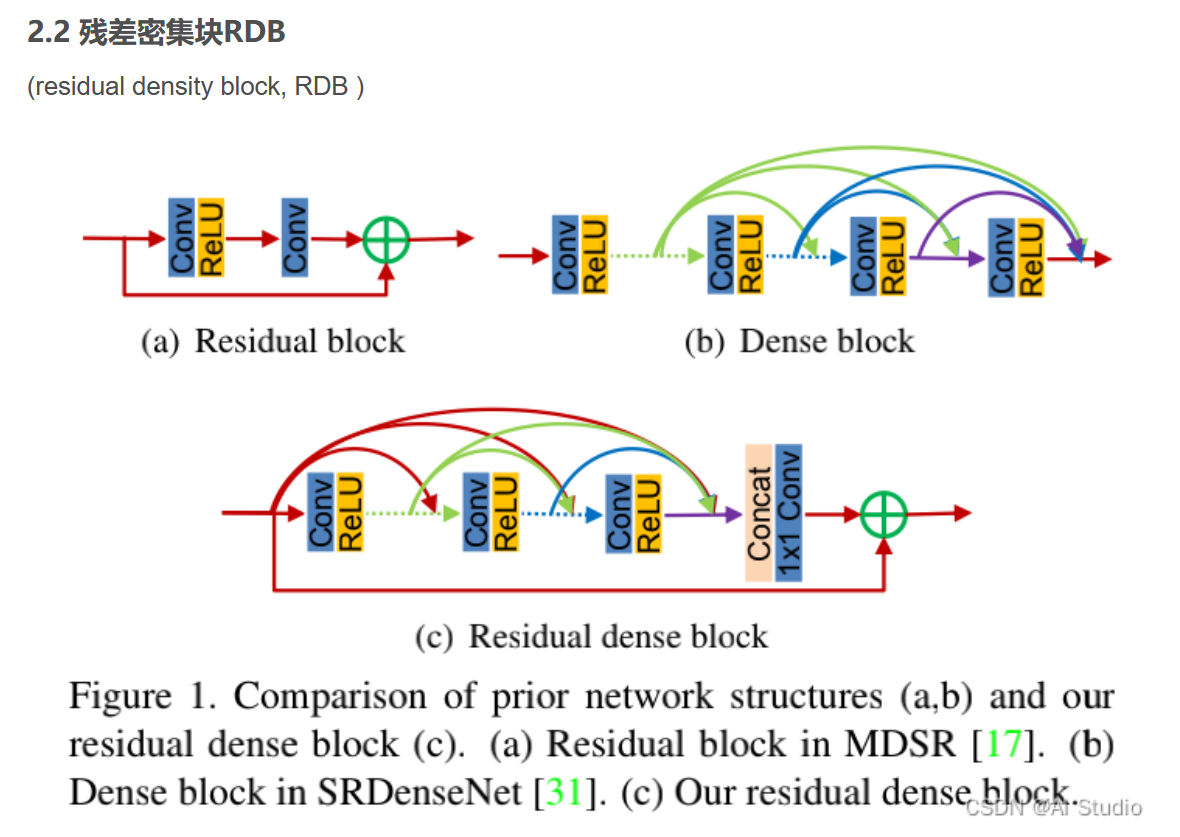 2.2 残差密集块RDB
(residual density block, RDB )
Conv
ReLU
Conv
Conv
ReLU
Conv
ReLU
Conv
ReLU
Conv
ReLU
(a) Residual block
(b) Dense block
Conv
ReLU
Conv
ReLU
Conv
ReLU
Concat
1x1 Conv
(c) Residual dense block
Figure 1. Comparison of prior network structures (a,b) and our
residual dense block (c). (a) Residual block in MDSR [17]. (b)
Dense block in SRDenseNet [31]. (c) Our residual dense block.
CSDN @AI Studio